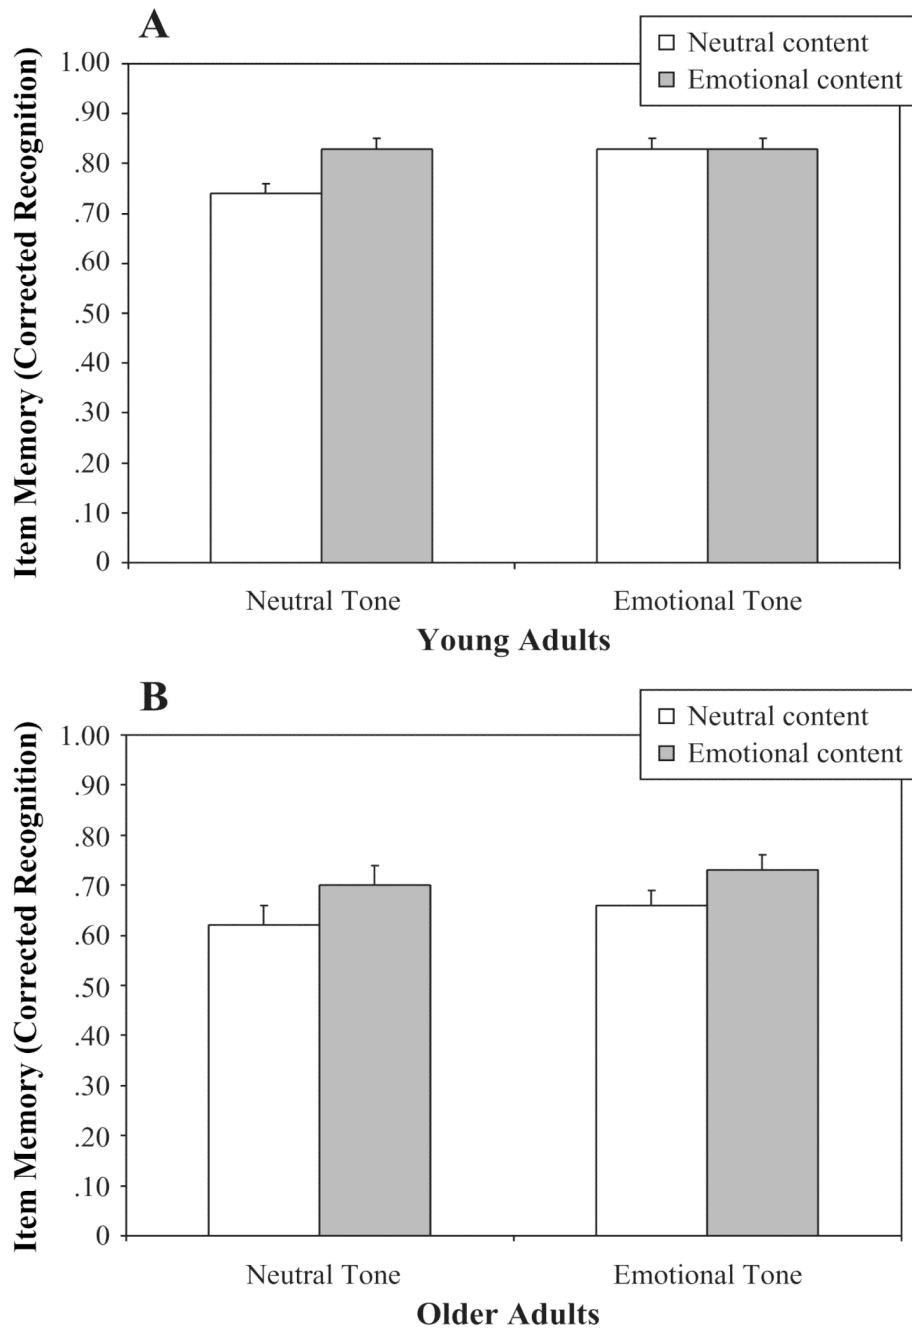 A
Neutral content
Emotional content
Item Memory (Corrected Recognition)
1.00
.90
.80
.70
.60
.50
.40
.30
.20
.10
0
Neutral Tone
Emotional Tone
Young Adults
B
Neutral content
Emotional content
Item Memory (Corrected Recognition)
1.00
.90
.80
.70
.60
.50
.40
.30
.20
.10
0
Neutral Tone
Emotional Tone
Older Adults